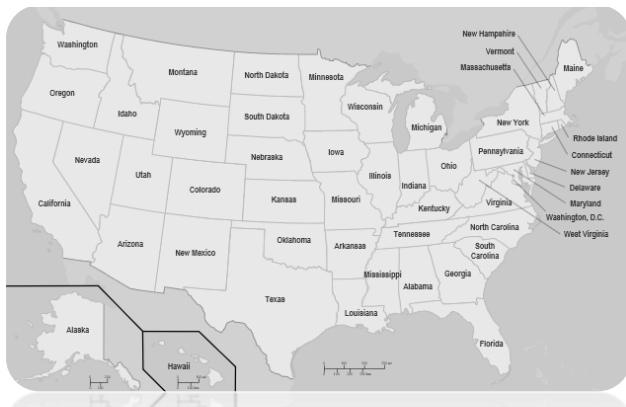 New Hampshire
Vermont
Massachusetts
Washington
Montana
North Dakota
Minnesota
Maine
Oregon
Idaho
South Dakota
Wisconsin
Michigan
New York
Rhode Island
Connecticut
Wyoming
Nebraska
Iowa
Pennsylvania
New Jersey
Nevada
Utah
Colorado
Illinois
Indiana
Ohio
Delaware
Maryland
California
Kansas
Missouri
Kentucky
Virginia
Washington, D.C.
West Virginia
Arizona
New Mexico
Oklahoma
Arkansas
Tennessee
North Carolina
South
Carolina
Texas
Mississippi
Alabama
Georgia
Louisiana
Florida
Alaska
Hawaii